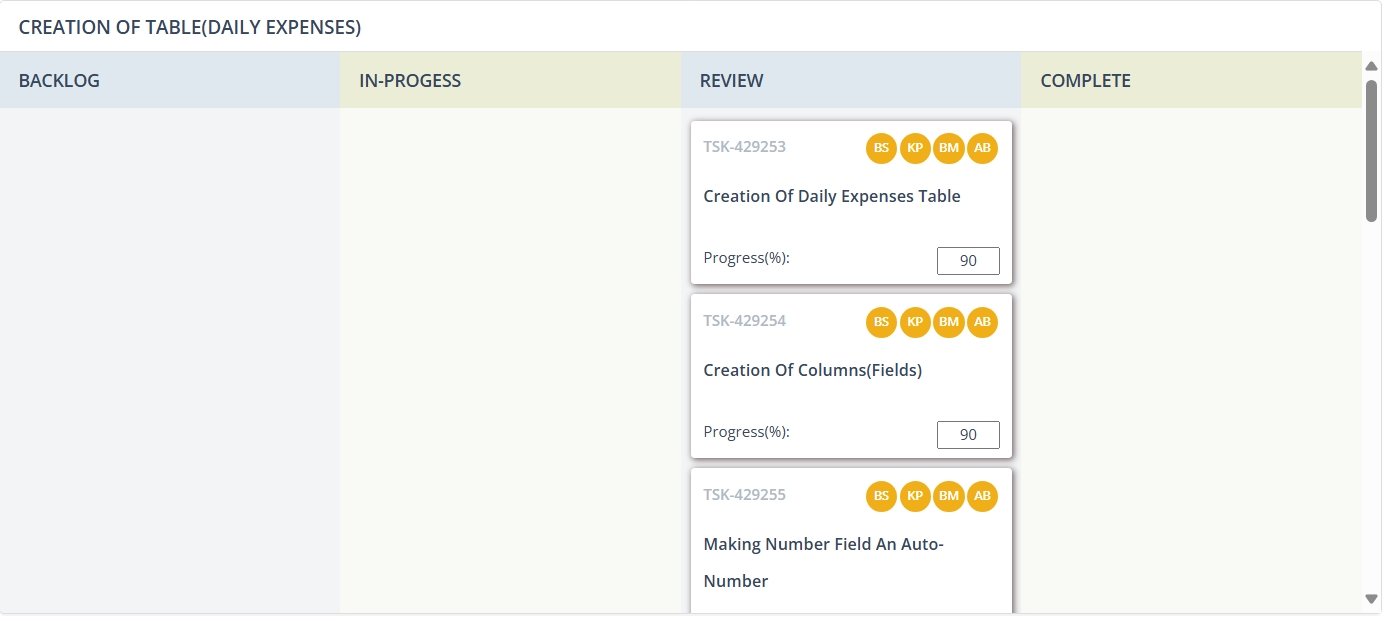 CREATION OF TABLE(DAILY EXPENSES)
BACKLOG
IN-PROGESS
REVIEW
COMPLETE
TSK-429253
BS KP BM AB
Creation Of Daily Expenses Table
Progress(%):
90
TSK-429254
BS KP BM AB
Creation Of Columns(Fields)
Progress(%):
90
TSK-429255
BS KP BM AB
Making Number Field An Auto-
Number